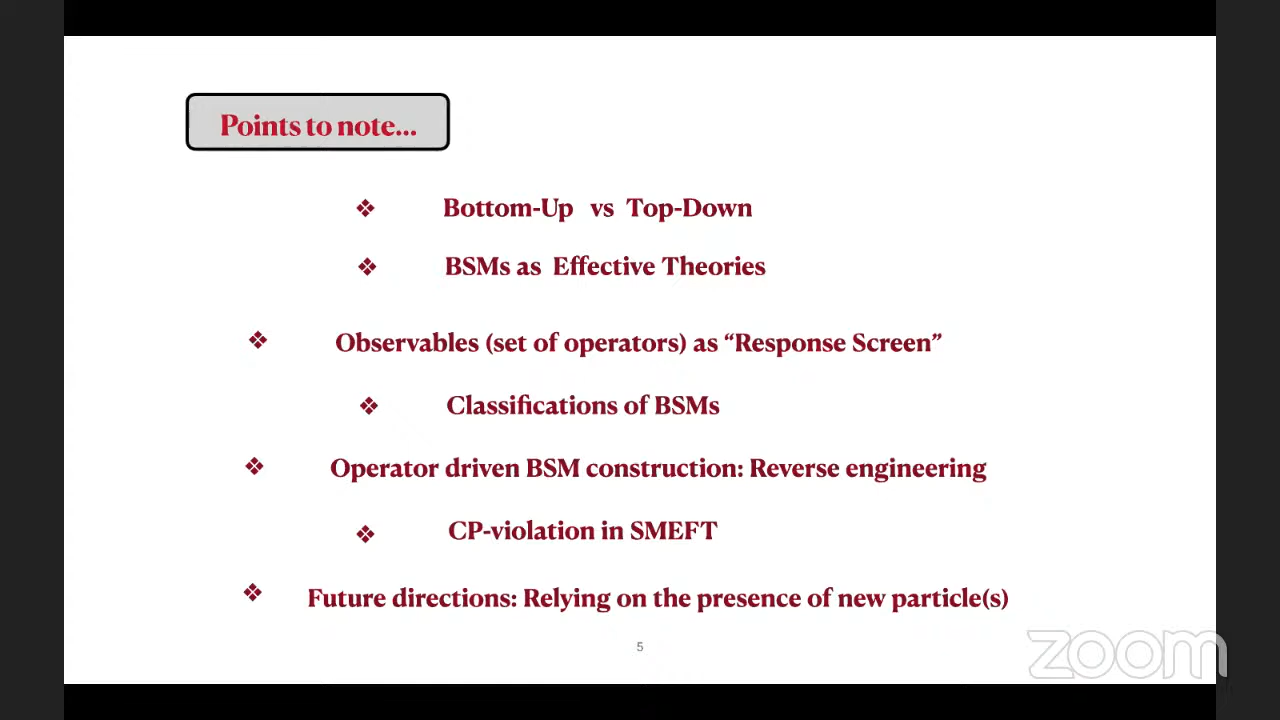 Points to note...
❖ Bottom-Up vs Top-Down
❖ BSMs as Effective Theories
❖ Observables (set of operators) as “Response Screen”
❖ Classifications of BSMs
❖ Operator driven BSM construction: Reverse engineering
❖ CP-violation in SMEFT
❖ Future directions: Relying on the presence of new particle(s)
5
zoom